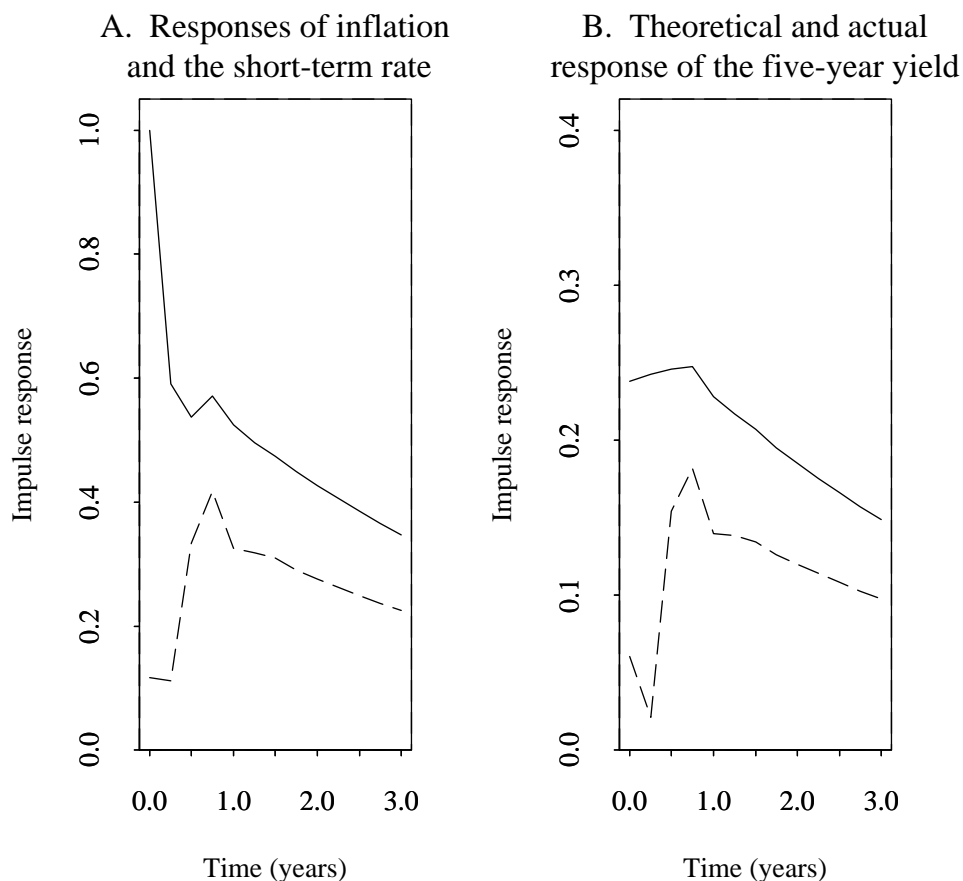 A. Responses of inflation
and the short-term rate
Impulse response
1.0
0.8
0.6
0.4
0.2
0.0
0.0 1.0 2.0 3.0
Time (years)
B. Theoretical and actual
response of the five-year yield
Impulse response
0.4
0.3
0.2
0.1
0.0
0.0 1.0 2.0 3.0
Time (years)